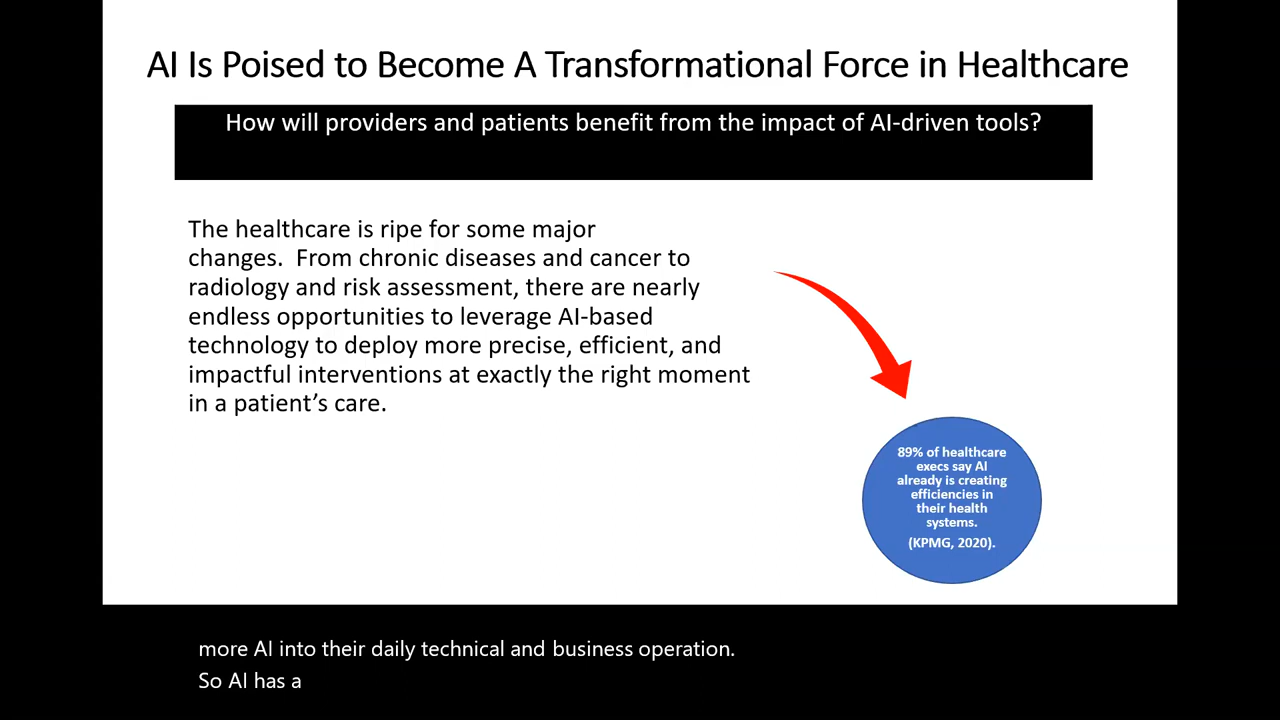 AI Is Poised to Become A Transformational Force in Healthcare
How will providers and patients benefit from the impact of AI-driven tools?
The healthcare is ripe for some major
changes.  From chronic diseases and cancer to
radiology and risk assessment, there are nearly
endless opportunities to leverage AI-based
technology to deploy more precise, efficient, and
impactful interventions at exactly the right moment
in a patient’s care.
89% of healthcare
execs say AI
already is creating
efficiencies in
their health
systems.
(KPMG, 2020).
more AI into their daily technical and business operation.
So AI has a